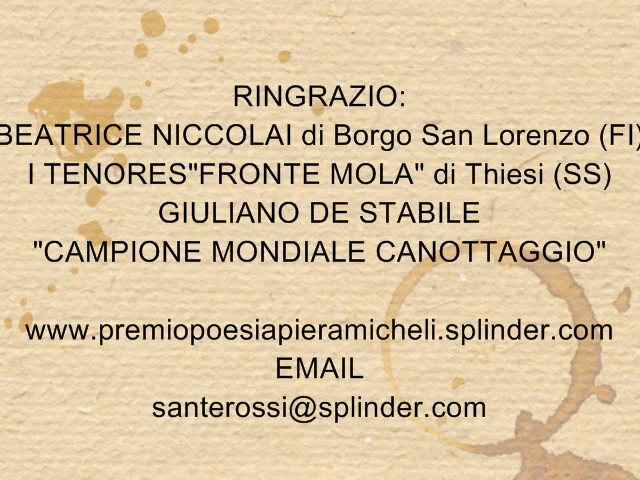 RINGRAZIO:
BEATRICE NICCOLAI di Borgo San Lorenzo (FI)
I TENORES"FRONTE MOLA" di Thiesi (SS)
GIULIANO DE STABILE
"CAMPIONE MONDIALE CANOTTAGGIO"
www.premiopoesiapieramicheli.splinder.com
EMAIL
santerossi@splinder.com